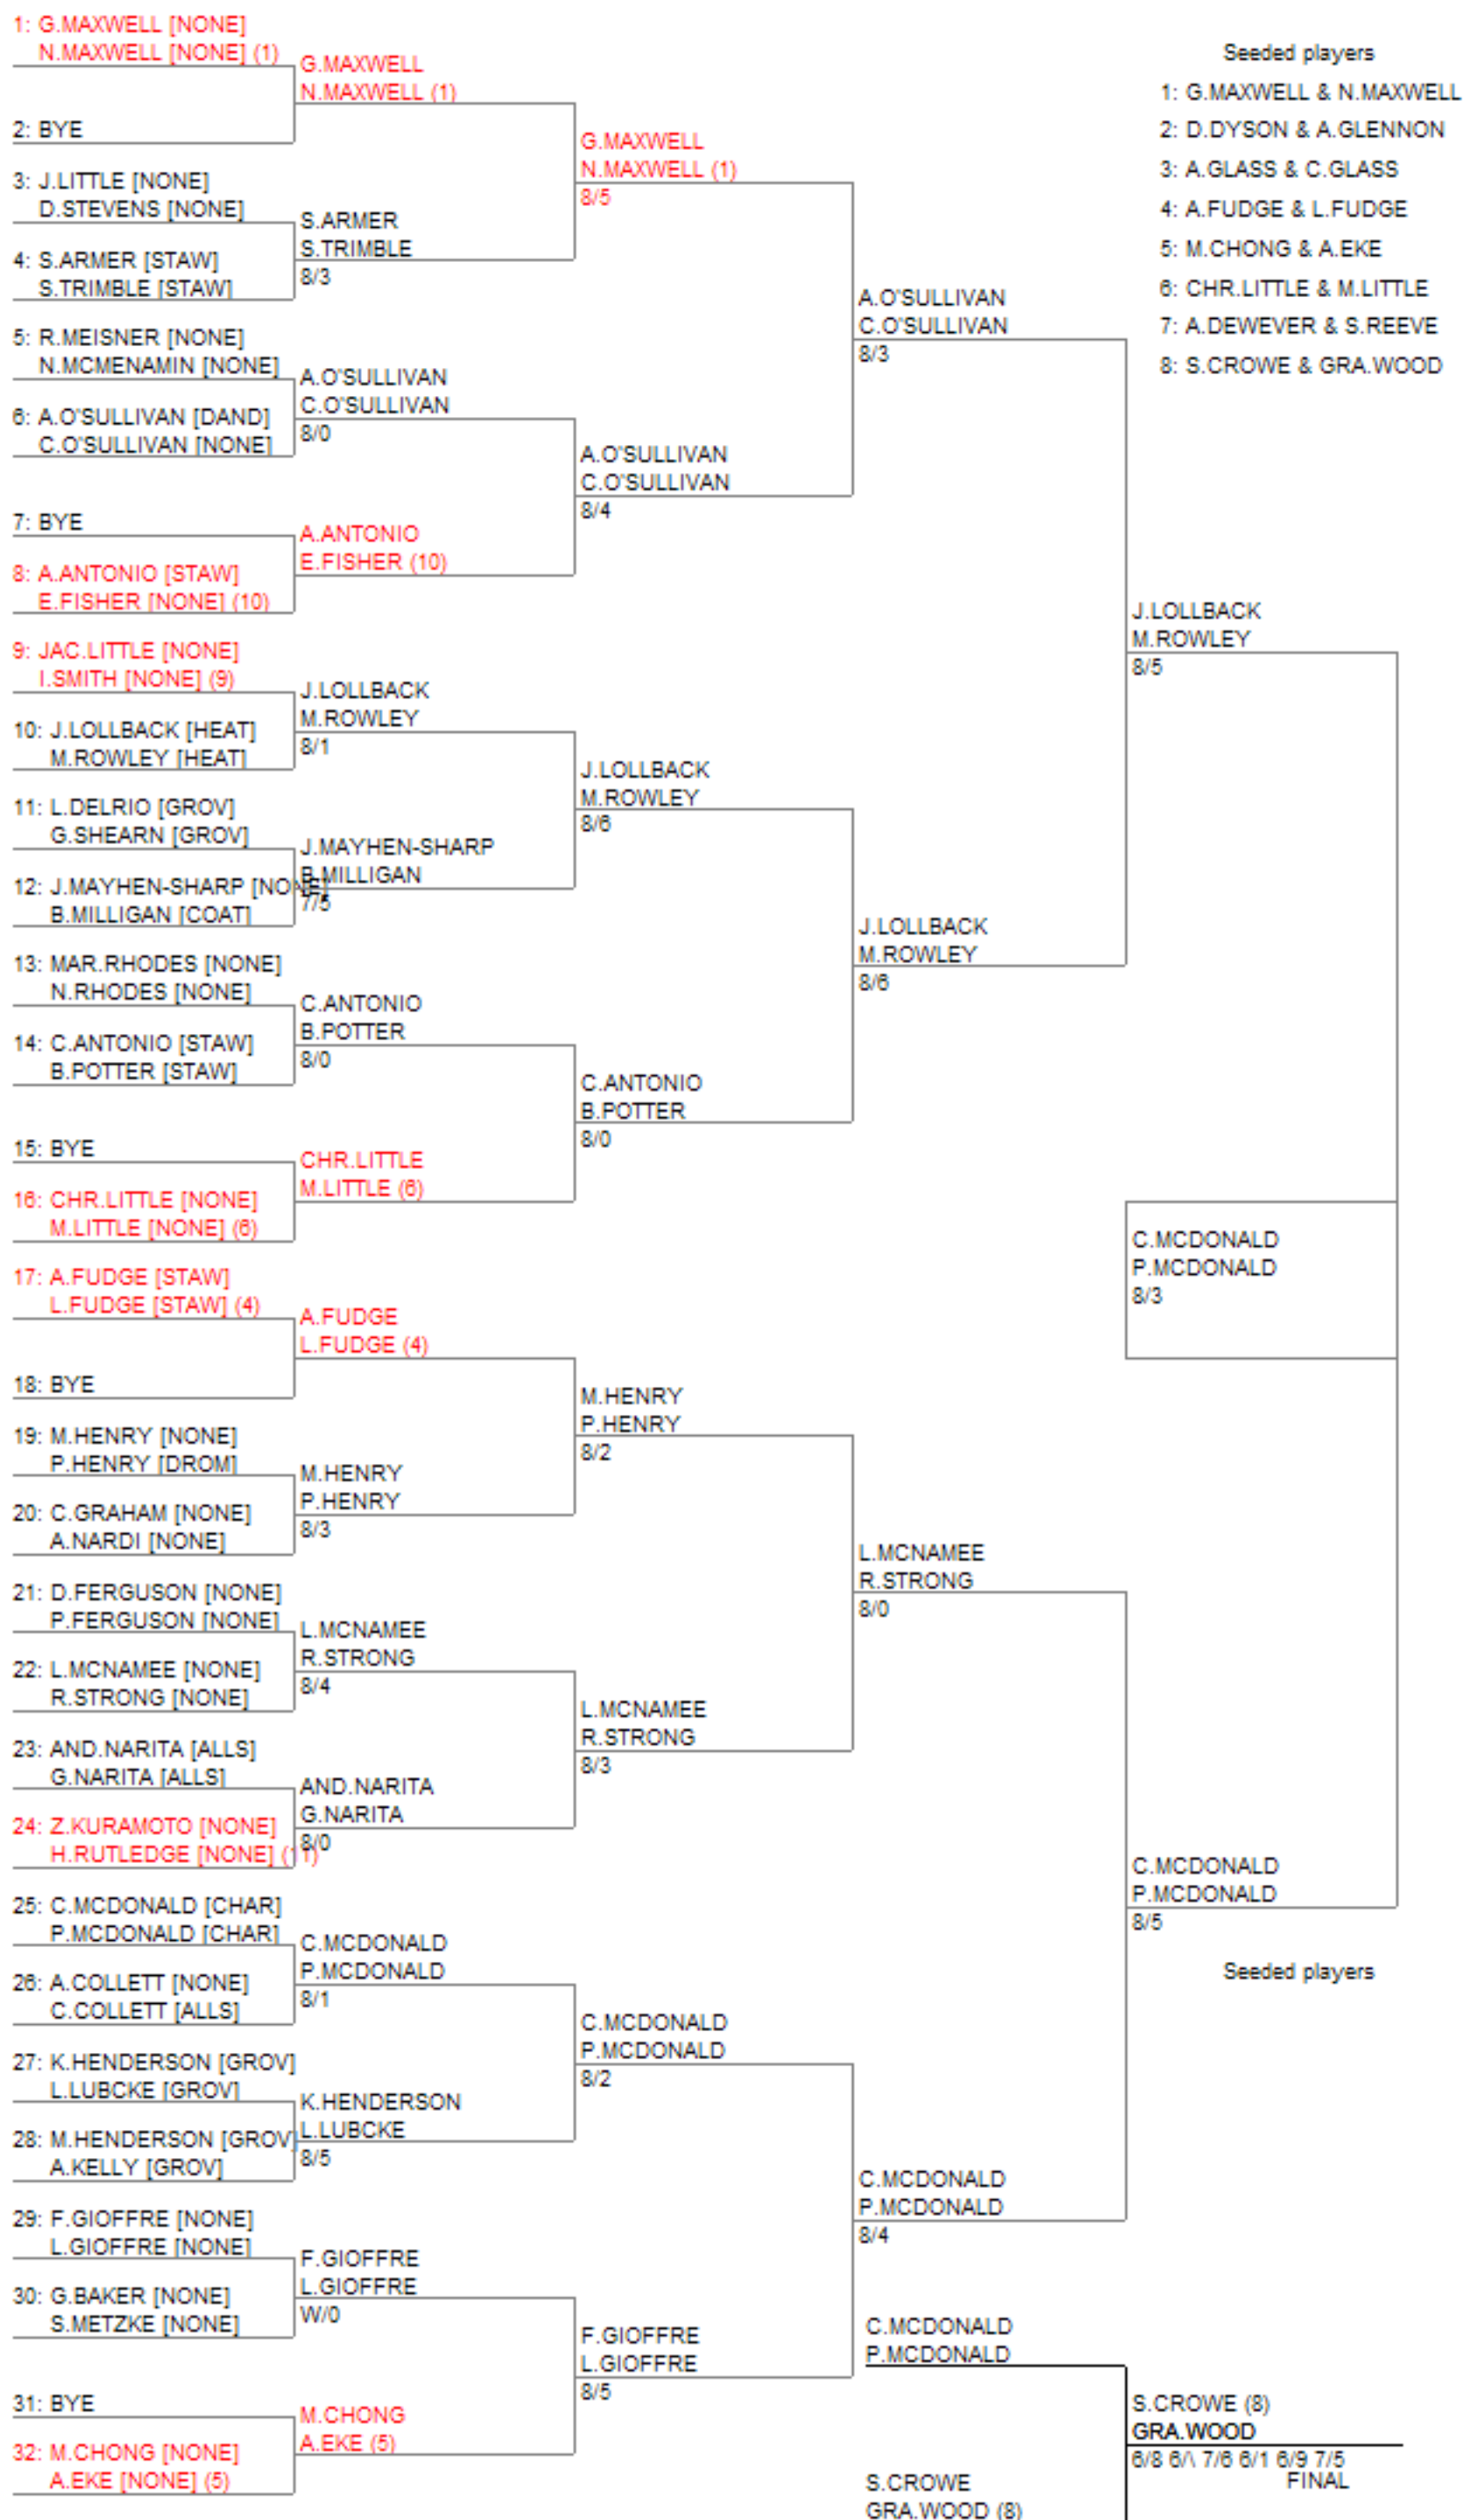 1: G.MAXWELL [NONE]
N.MAXWELL [NONE] (1)
2: BYE
3: J.LITTLE [NONE]
D.STEVENS [NONE]
4: S.ARMER [STAW]
S.TRIMBLE [STAW]
5: R.MEISNER [NONE]
N.MCMENAMIN [NONE]
6: A.O'SULLIVAN [DAND]
C.O'SULLIVAN [NONE]
7: BYE
8: A.ANTONIO [STAW]
E.FISHER [NONE] (10)
9: JAC.LITTLE [NONE]
I.SMITH [NONE] (9)
10: J.LOLLBACK [HEAT]
M.ROWLEY [HEAT]
11: L.DELRIO [GROV]
G.SHEARN [GROV]
12: J.MAYHEN-SHARP [NONE]
B.MILLIGAN [COAT]
13: MAR.RHODES [NONE]
N.RHODES [NONE]
14: C.ANTONIO [STAW]
B.POTTER [STAW]
15: BYE
16: CHR.LITTLE [NONE]
M.LITTLE [NONE] (6)
17: A.FUDGE [STAW]
L.FUDGE [STAW] (4)
18: BYE
19: M.HENRY [NONE]
P.HENRY [DROM]
20: C.GRAHAM [NONE]
A.NARDI [NONE]
21: D.FERGUSON [NONE]
P.FERGUSON [NONE]
22: L.MCNAMEE [NONE]
R.STRONG [NONE]
23: AND.NARITA [ALLS]
G.NARITA [ALLS]
24: Z.KURAMOTO [NONE]
H.RUTLEDGE [NONE] (11)
25: C.MCDONALD [CHAR]
P.MCDONALD [CHAR]
26: A.COLLETT [NONE]
C.COLLETT [ALLS]
27: K.HENDERSON [GROV]
L.LUBCKE [GROV]
28: M.HENDERSON [GROV]
A.KELLY [GROV]
29: F.GIOFFRE [NONE]
L.GIOFFRE [NONE]
30: G.BAKER [NONE]
S.METZKE [NONE]
31: BYE
32: M.CHONG [NONE]
A.EKE [NONE] (5)
G.MAXWELL
N.MAXWELL (1)
S.ARMER
S.TRIMBLE
8/3
A.O'SULLIVAN
C.O'SULLIVAN
8/0
A.ANTONIO
E.FISHER (10)
J.LOLLBACK
M.ROWLEY
8/1
J.MAYHEN-SHARP
B.MILLIGAN
7/5
C.ANTONIO
B.POTTER
8/0
CHR.LITTLE
M.LITTLE (6)
A.FUDGE
L.FUDGE (4)
M.HENRY
P.HENRY
8/3
L.MCNAMEE
R.STRONG
8/4
AND.NARITA
G.NARITA
8/0
C.MCDONALD
P.MCDONALD
8/1
K.HENDERSON
L.LUBCKE
8/5
F.GIOFFRE
L.GIOFFRE
W/0
M.CHONG
A.EKE (5)
G.MAXWELL
N.MAXWELL (1)
8/5
A.O'SULLIVAN
C.O'SULLIVAN
8/4
J.LOLLBACK
M.ROWLEY
8/6
C.ANTONIO
B.POTTER
8/0
M.HENRY
P.HENRY
8/2
L.MCNAMEE
R.STRONG
8/3
C.MCDONALD
P.MCDONALD
8/2
F.GIOFFRE
L.GIOFFRE
8/5
A.O'SULLIVAN
C.O'SULLIVAN
8/3
J.LOLLBACK
M.ROWLEY
8/6
L.MCNAMEE
R.STRONG
8/0
C.MCDONALD
P.MCDONALD
8/4
C.MCDONALD
P.MCDONALD
S.CROWE
GRA.WOOD (8)
Seeded players
1: G.MAXWELL & N.MAXWELL
2: D.DYSON & A.GLENNON
3: A.GLASS & C.GLASS
4: A.FUDGE & L.FUDGE
5: M.CHONG & A.EKE
6: CHR.LITTLE & M.LITTLE
7: A.DEWEVER & S.REEVE
8: S.CROWE & GRA.WOOD
J.LOLLBACK
M.ROWLEY
8/5
C.MCDONALD
P.MCDONALD
8/3
C.MCDONALD
P.MCDONALD
8/5
Seeded players
S.CROWE (8)
GRA.WOOD
6/8 6/\ 7/6 6/1 6/9 7/5
FINAL